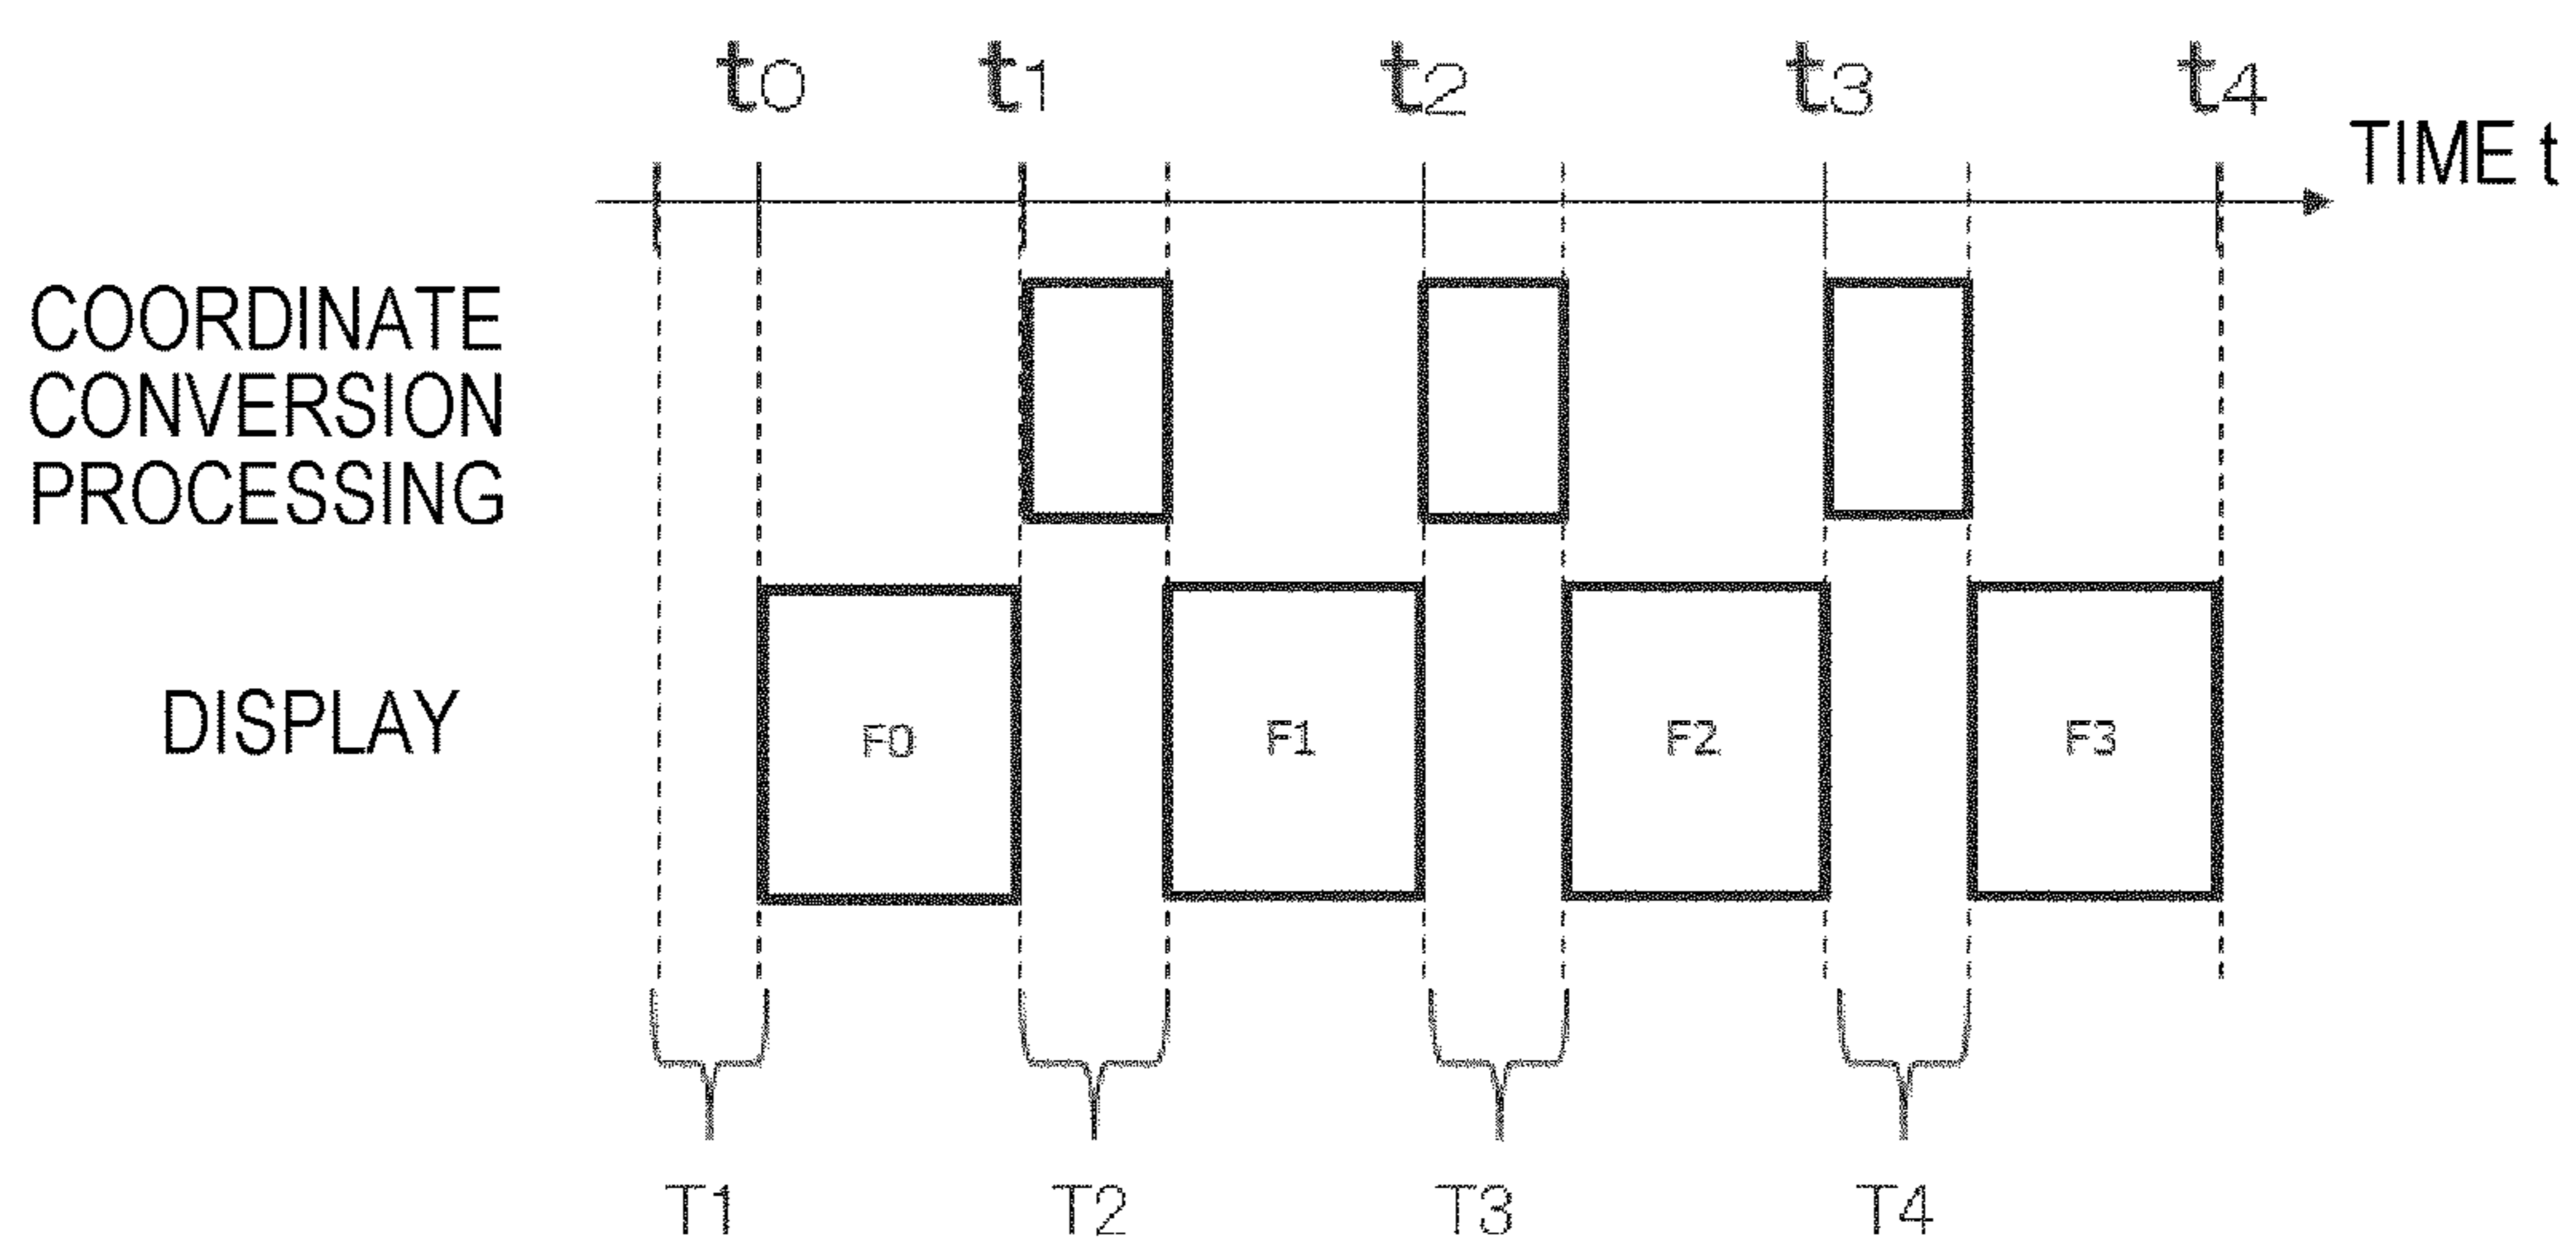 t0 t1 t2 t3 t4
TIME t
COORDINATE
CONVERSION
PROCESSING
DISPLAY
F0 F1 F2 F3
T1 T2 T3 T4